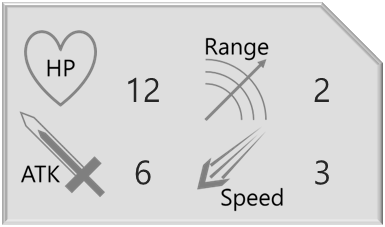 HP 12
Range 2
ATK 6
Speed 3